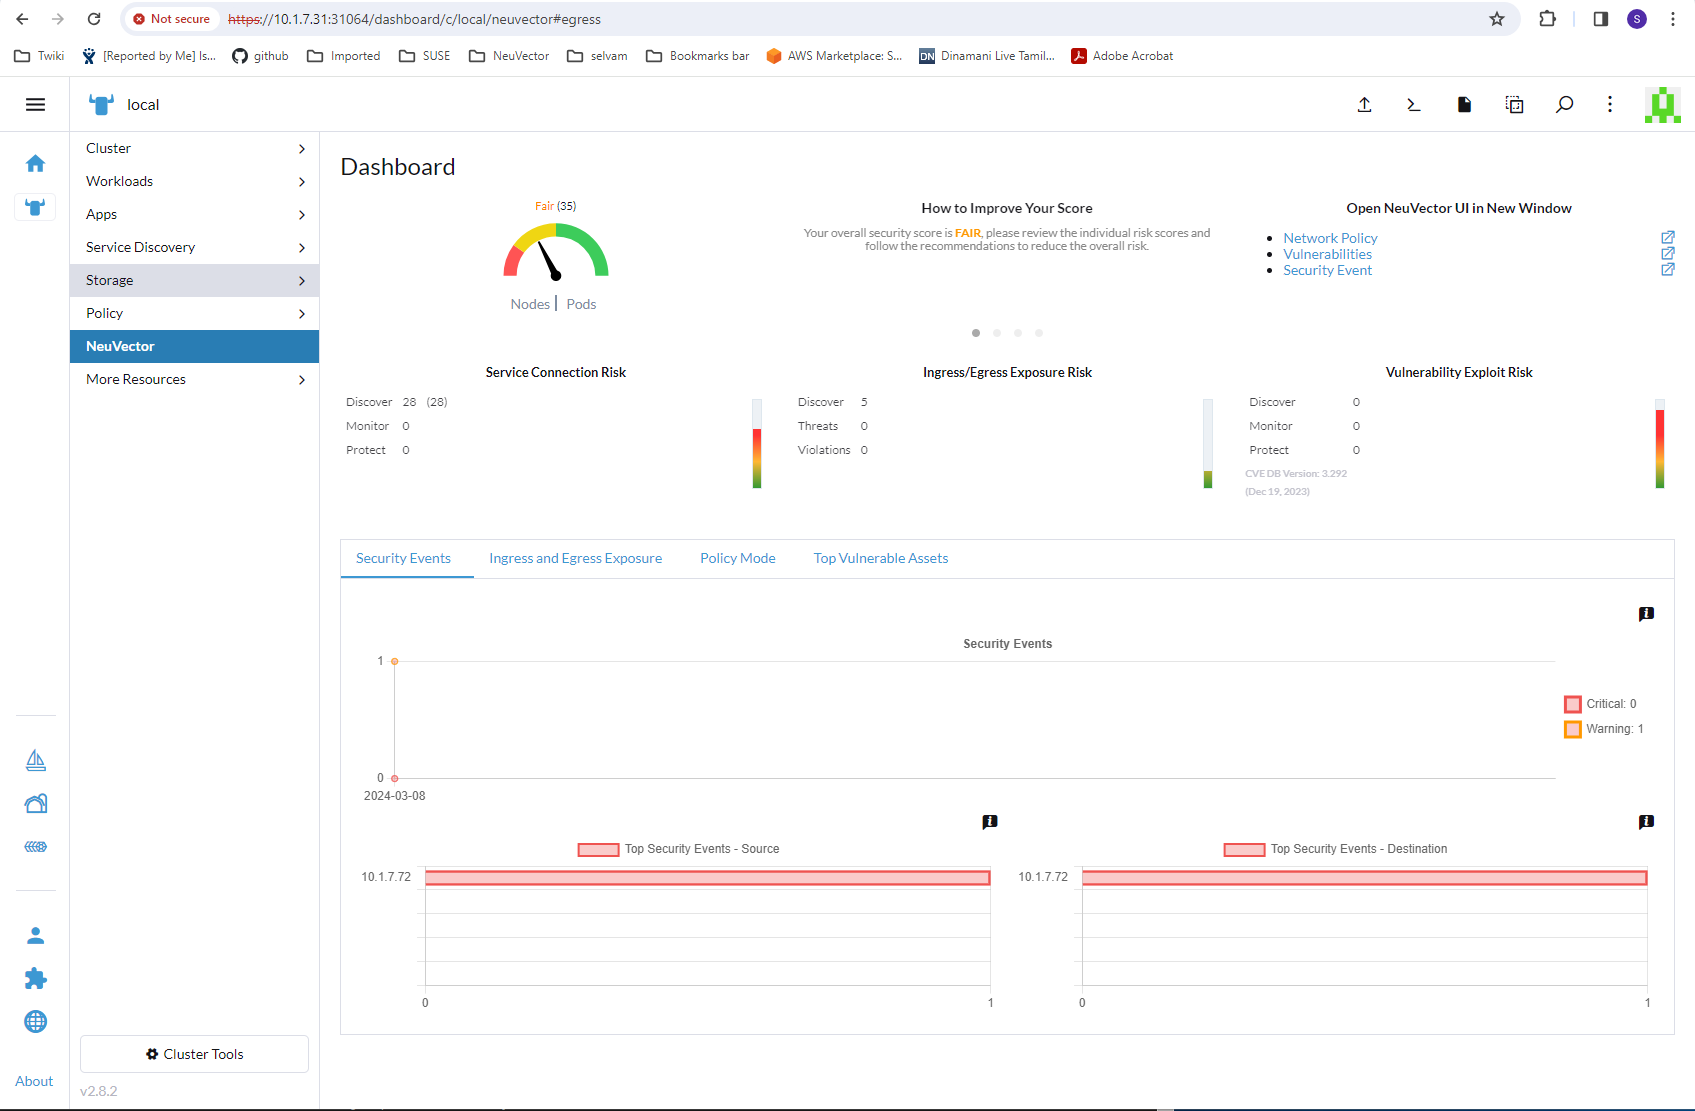 Not secure https://10.1.7.31:31064/dashboard/c/local/neuvector#egress S
Twiki [Reported by Me] Is... github Imported SUSE NeuVector selvam Bookmarks bar AWS Marketplace: S... DN Dinamani Live Tamil... Adobe Acrobat
local
Cluster
Workloads
Apps
Service Discovery
Storage
Policy
NeuVector
More Resources
Cluster Tools
About
v2.8.2
Dashboard
Fair (35)
Nodes | Pods
How to Improve Your Score
Your overall security score is FAIR, please review the individual risk scores and
follow the recommendations to reduce the overall risk.
Open NeuVector UI in New Window
Network Policy
Vulnerabilities
Security Event
Service Connection Risk
Discover 28 (28)
Monitor 0
Protect 0
Ingress/Egress Exposure Risk
Discover 5
Threats 0
Violations 0
Vulnerability Exploit Risk
Discover 0
Monitor 0
Protect 0
CVE DB Version: 3.292
(Dec 19, 2023)
Security Events Ingress and Egress Exposure Policy Mode Top Vulnerable Assets
Security Events
1
0
2024-03-08
Critical: 0
Warning: 1
Top Security Events - Source
10.1.7.72
0 1
Top Security Events - Destination
10.1.7.72
0 1